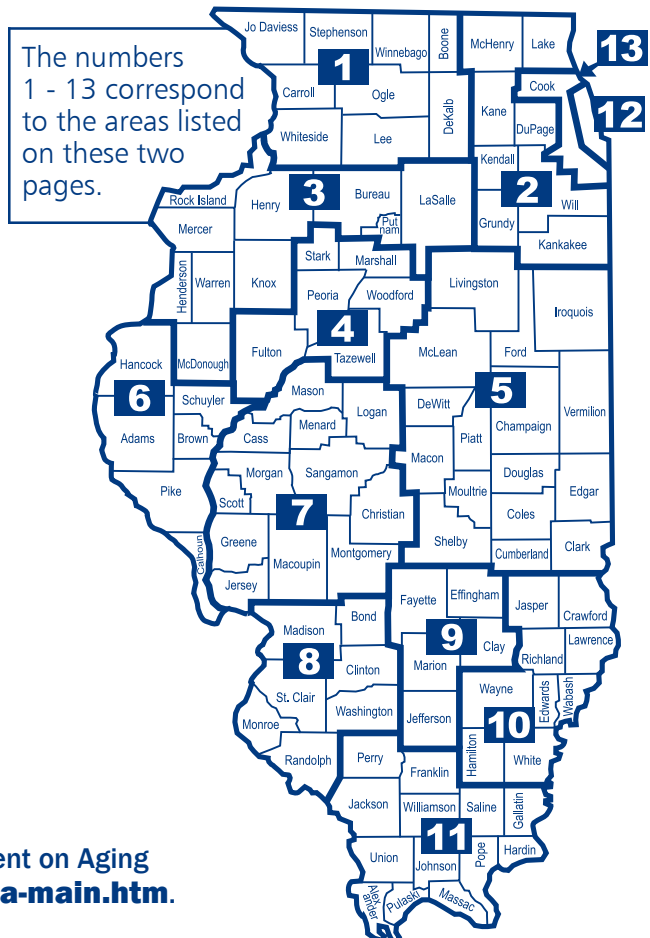 The numbers
1 - 13 correspond
to the areas listed
on these two
pages.
Jo Daviess
Stephenson
Winnebago
Boone
McHenry
Lake
13
1
Carroll
Ogle
DeKalb
Kane
Cook
12
DuPage
Whiteside
Lee
Kendall
2
Will
Rock Island
Henry
3
Bureau
LaSalle
Put
nam
Grundy
Kankakee
Mercer
Stark
Marshall
Henderson
Warren
Knox
Peoria
Woodford
Livingston
Iroquois
4
Fulton
Tazewell
McLean
Ford
Hancock
McDonough
6
Schuyler
Mason
Logan
5
DeWitt
Champaign
Vermilion
Adams
Brown
Cass
Menard
Piatt
Macon
Morgan
Sangamon
Douglas
Edgar
Pike
Scott
7
Christian
Moultrie
Coles
Greene
Macoupin
Montgomery
Shelby
Cumberland
Clark
Calhoun
Jersey
Fayette
Effingham
Jasper
Crawford
Madison
Bond
9
Clay
Lawrence
8
Clinton
Marion
Richland
St. Clair
Wayne
Edwards
Wabash
Washington
Jefferson
10
Monroe
Hamilton
White
Randolph
Perry
Franklin
Jackson
Williamson
Saline
Gallatin
11
Union
Johnson
Pope
Hardin
Alex
ander
Pulaski
Massac
ent on Aging
a-main.htm.